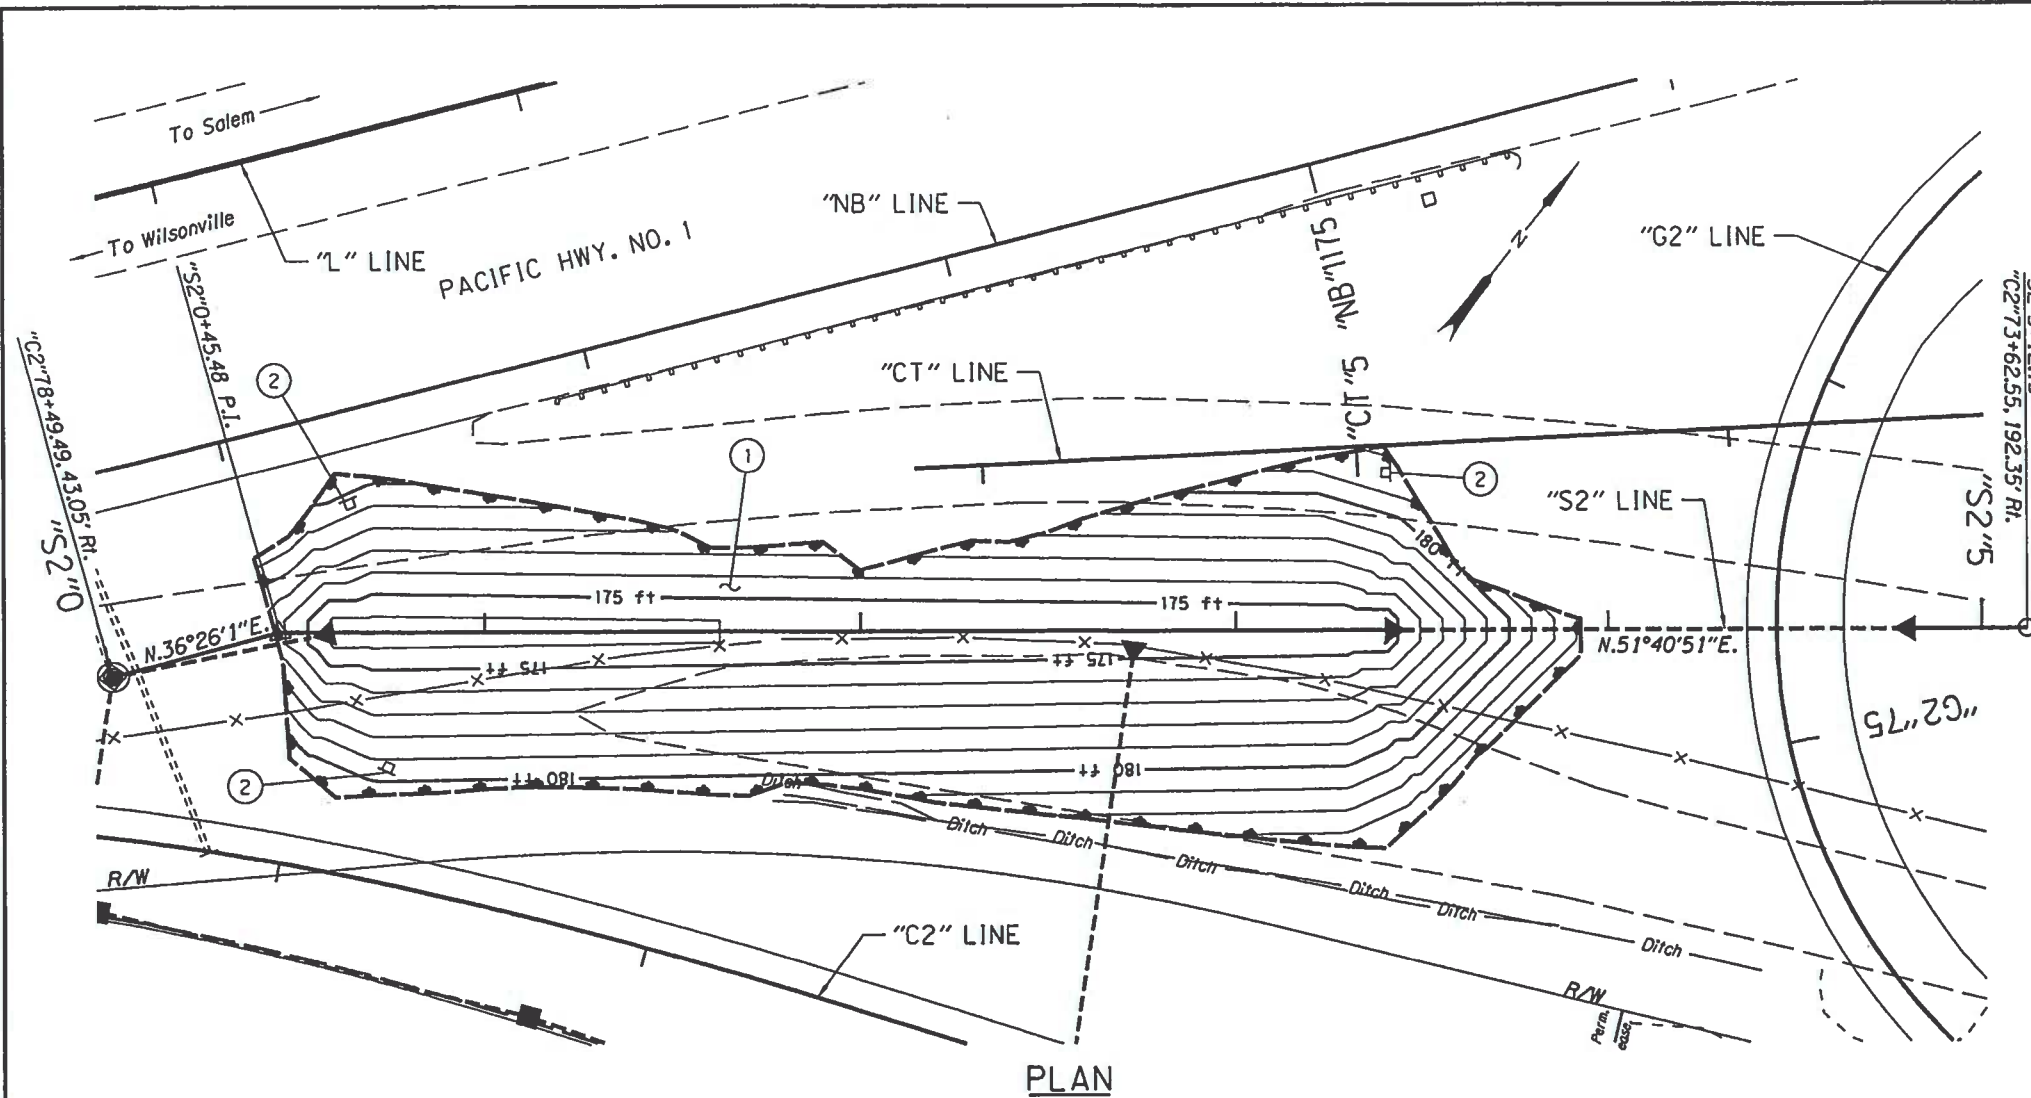 To Salem
To Wilsonville
"L" LINE
PACIFIC HWY. NO. 1
"NB" LINE
"NB"1175
N
"G2" LINE
"C2"73+62.55, 192.35' Rt.
"S2"0+45.48 P.I.
"C2"78+49.49, 43.05' Rt.
"S2"0
2
1
"CT" LINE
"CT" 5
2
"S2" LINE
"S2"5
180 ft
175 ft
175 ft
N.36°26'1"E.
N.51°40'51"E.
175 ft
175 ft
"G2"75
2
180 ft
180 ft
Ditch
Ditch
Ditch
Ditch
Ditch
Ditch
Ditch
R/W
"C2" LINE
R/W
Perm.
ease.
PLAN